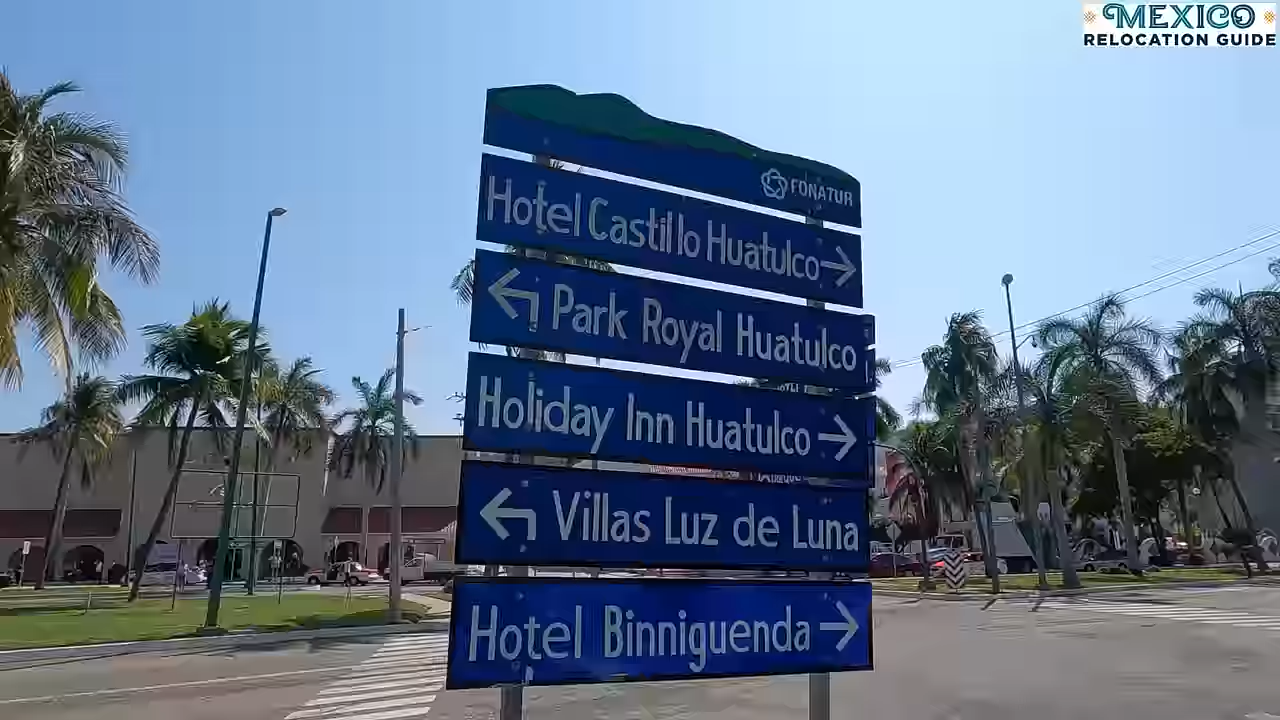 MEXICO
RELOCATION GUIDE
FONATUR
Hotel Castillo Huatulco
Park Royal Huatulco
Holiday Inn Huatulco
Villas Luz de Luna
Hotel Binniguenda